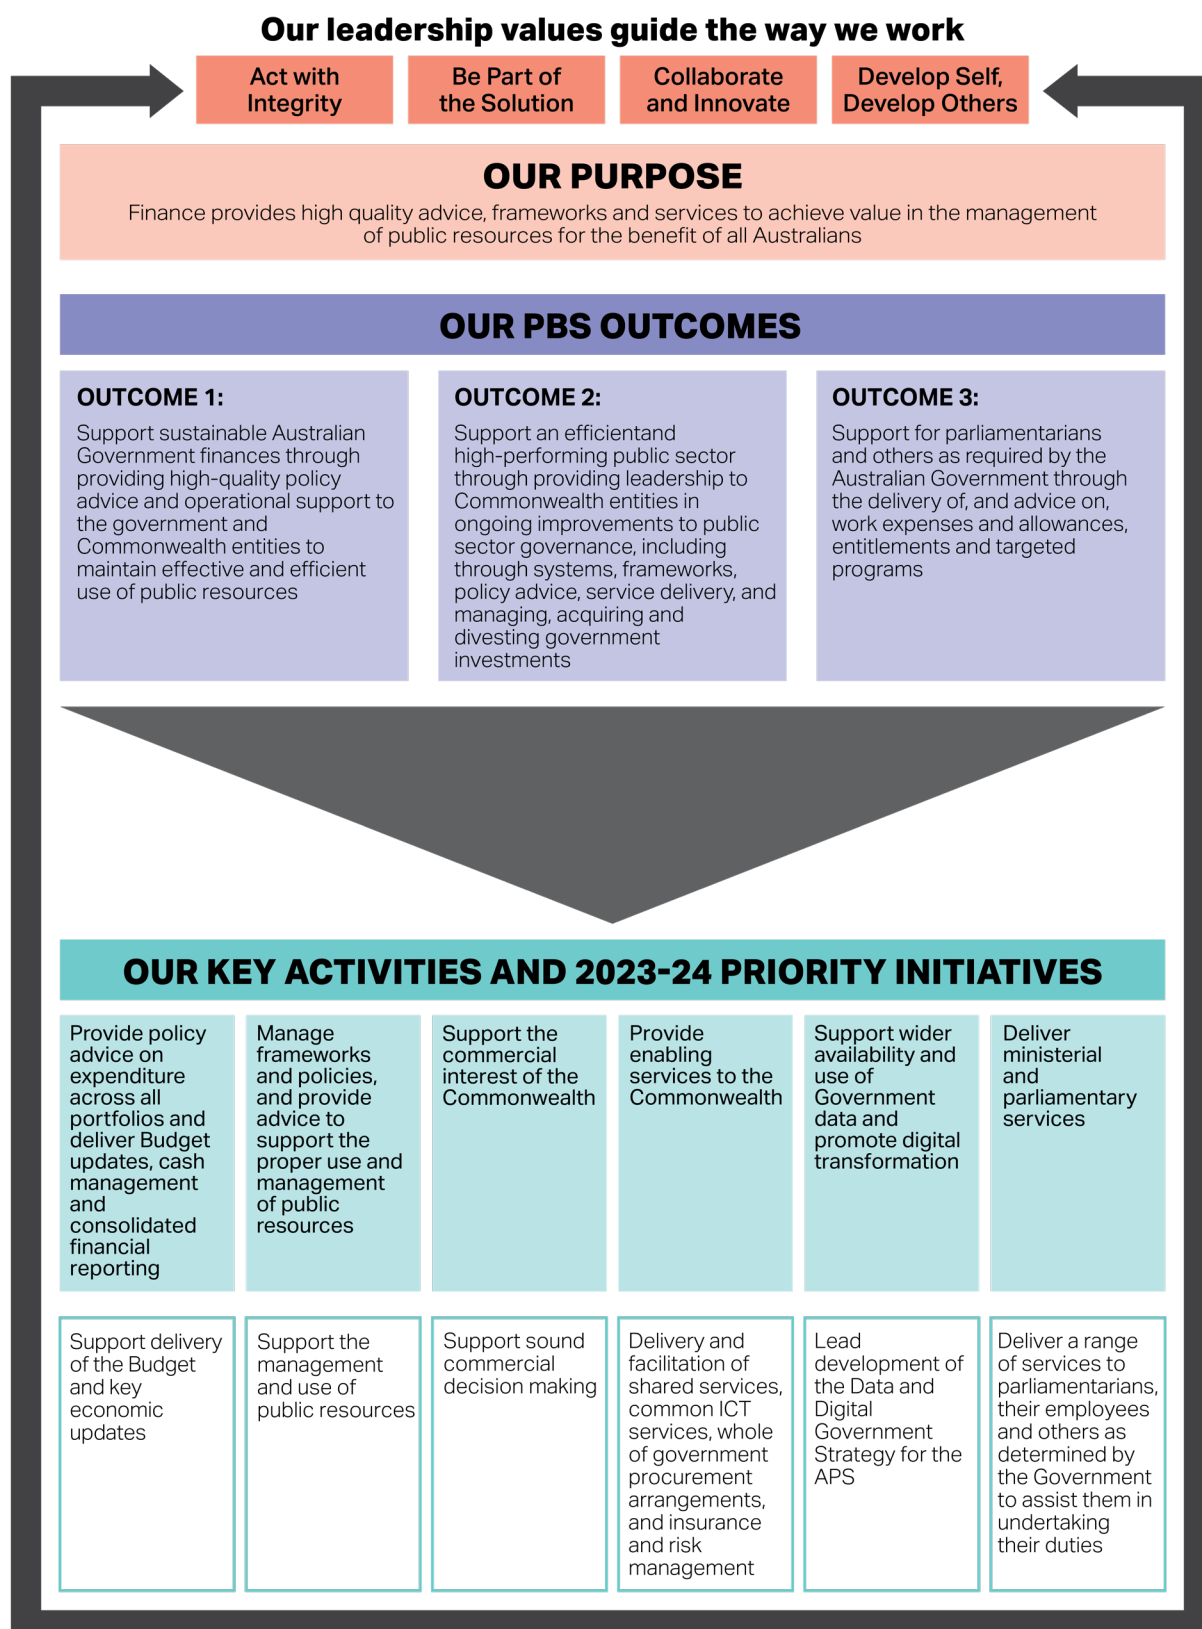 Our leadership values guide the way we work
Act with
Integrity
Be Part of
the Solution
Collaborate
and Innovate
Develop Self,
Develop Others
OUR PURPOSE
Finance provides high quality advice, frameworks and services to achieve value in the management
of public resources for the benefit of all Australians
OUR PBS OUTCOMES
OUTCOME 1:
Support sustainable Australian
Government finances through
providing high-quality policy
advice and operational support to
the government and
Commonwealth entities to
maintain effective and efficient
use of public resources
OUTCOME 2:
Support an efficientand
high-performing public sector
through providing leadership to
Commonwealth entities in
ongoing improvements to public
sector governance, including
through systems, frameworks,
policy advice, service delivery, and
managing, acquiring and
divesting government
investments
OUTCOME 3:
Support for parliamentarians
and others as required by the
Australian Government through
the delivery of, and advice on,
work expenses and allowances,
entitlements and targeted
programs
OUR KEY ACTIVITIES AND 2023-24 PRIORITY INITIATIVES
Provide policy
advice on
expenditure
across all
portfolios and
deliver Budget
updates, cash
management
and
consolidated
financial
reporting
Manage
frameworks
and policies,
and provide
advice to
support the
proper use and
management
of public
resources
Support the
commercial
interest of the
Commonwealth
Provide
enabling
services to the
Commonwealth
Support wider
availability and
use of
Government
data and
promote digital
transformation
Deliver
ministerial
and
parliamentary
services
Support delivery
of the Budget
and key
economic
updates
Support the
management
and use of
public resources
Support sound
commercial
decision making
Delivery and
facilitation of
shared services,
common ICT
services, whole
of government
procurement
arrangements,
and insurance
and risk
management
Lead
development of
the Data and
Digital
Government
Strategy for the
APS
Deliver a range
of services to
parliamentarians,
their employees
and others as
determined by
the Government
to assist them in
undertaking
their duties